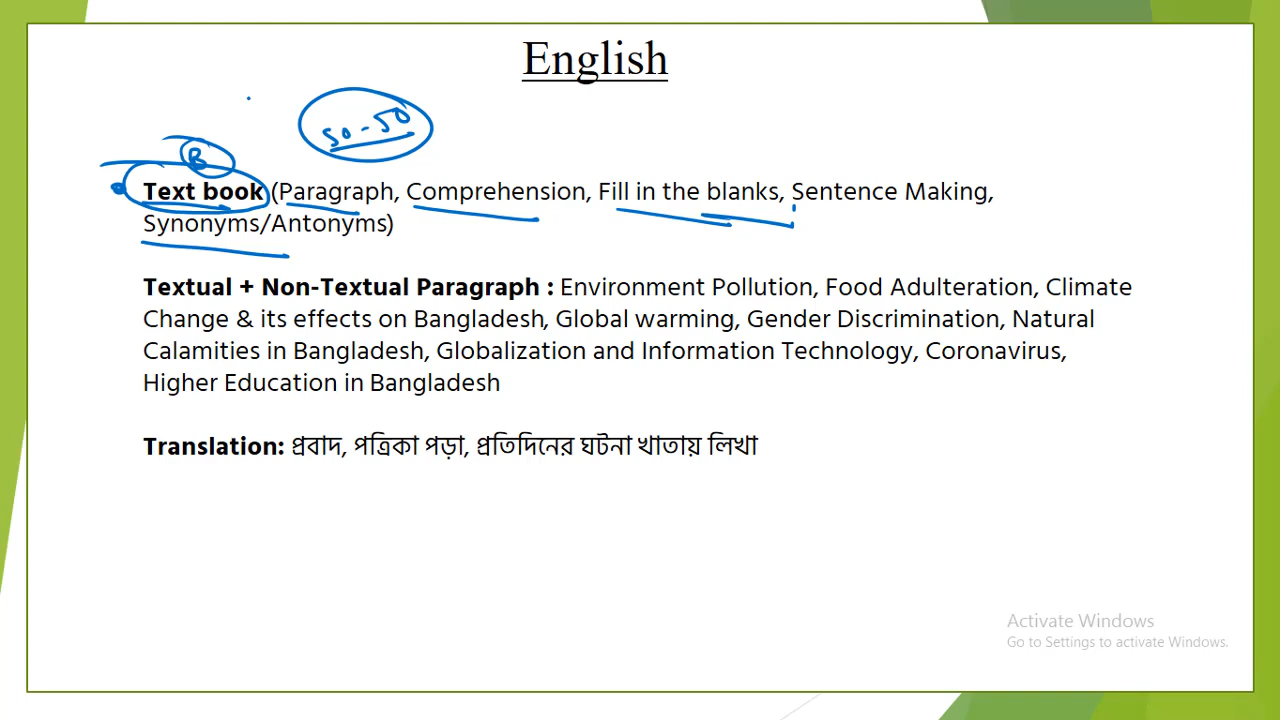 English
50-50
B
Text book (Paragraph, Comprehension, Fill in the blanks, Sentence Making,
Synonyms/Antonyms)
Textual + Non-Textual Paragraph : Environment Pollution, Food Adulteration, Climate
Change & its effects on Bangladesh, Global warming, Gender Discrimination, Natural
Calamities in Bangladesh, Globalization and Information Technology, Coronavirus,
Higher Education in Bangladesh
Translation: প্রবাদ, পত্রিকা পড়া, প্রতিদিনের ঘটনা খাতায় লিখা
Activate Windows
Go to Settings to activate Windows.